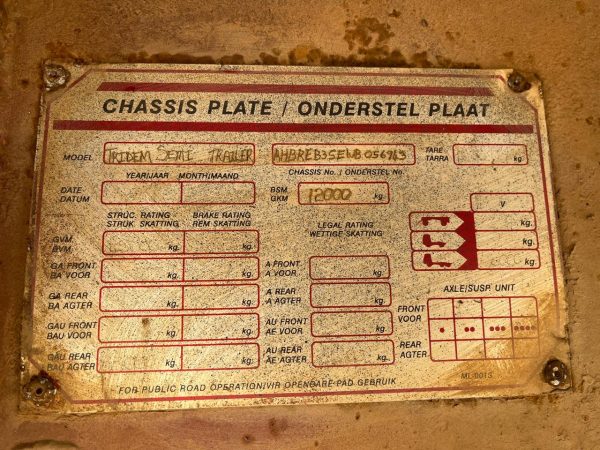 CHASSIS PLATE / ONDERSTEL PLAAT
MODEL TRIDEM SEMI TRAILER TARE TARRA kg.
CHASSIS No. / ONDERSTEL No.
YEAR/JAAR MONTH/MAAND
DATE DATUM BSM. GKM 12000 kg.
V
STRUC. RATING STRUK. SKATTING BRAKE RATING REM SKATTING LEGAL RATING WETTIGE SKATTING
kg.
GVM. BVM. kg. kg. kg.
GA FRONT BA VOOR kg. kg. A FRONT A VOOR kg. kg.
GA REAR BA AGTER kg. kg. A REAR A AGTER kg. AXLE/SUSP. UNIT
GAU FRONT BAU VOOR kg. kg. AU FRONT AE VOOR kg. FRONT VOOR
GAU REAR BAU AGTER kg. kg. AU REAR AE AGTER kg. REAR AGTER
FOR PUBLIC ROAD OPERATION/VIR OPENBARE PAD GEBRUIK ML 0013